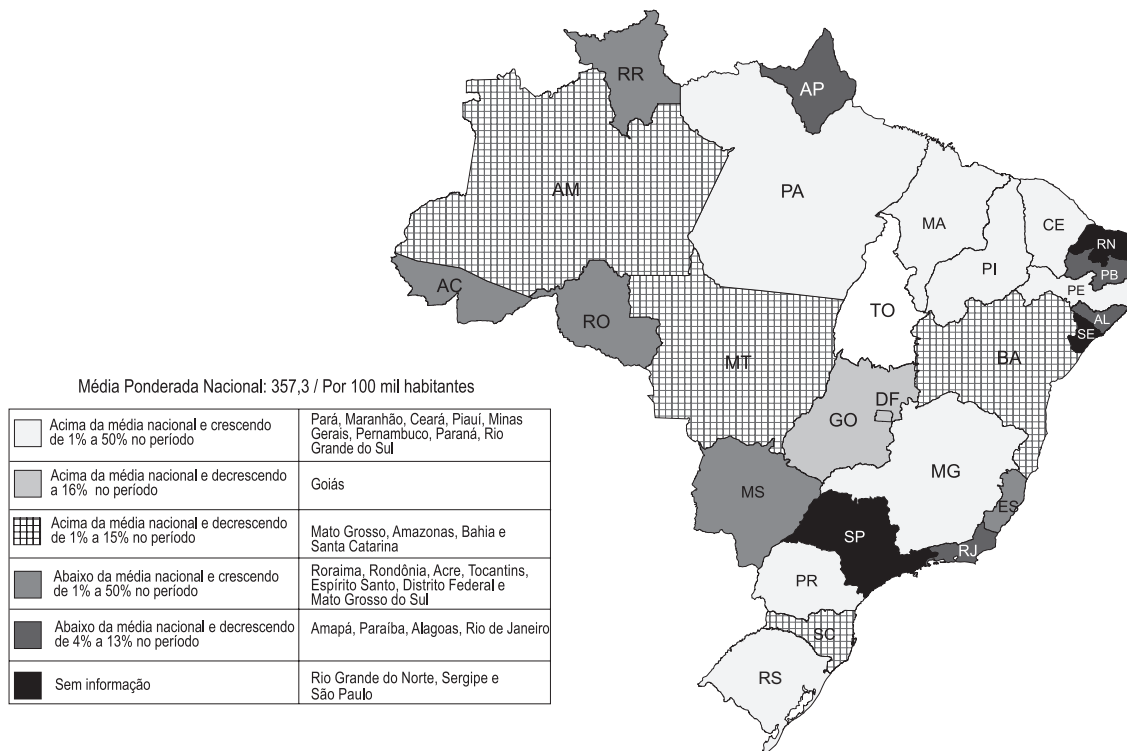 RR
AP
AM
PA
MA
CE
RN
PB
PI
PE
AC
TO
AL
SE
RO
BA
MT
DF
GO
MG
MS
ES
SP
RJ
PR
SC
RS
Média Ponderada Nacional: 357,3 / Por 100 mil habitantes
Acima da média nacional e crescendo
de 1% a 50% no período
Pará, Maranhão, Ceará, Piauí, Minas
Gerais, Pernambuco, Paraná, Rio
Grande do Sul
Acima da média nacional e decrescendo
a 16% no período
Goiás
Acima da média nacional e decrescendo
de 1% a 15% no período
Mato Grosso, Amazonas, Bahia e
Santa Catarina
Abaixo da média nacional e crescendo
de 1% a 50% no período
Roraima, Rondônia, Acre, Tocantins,
Espírito Santo, Distrito Federal e
Mato Grosso do Sul
Abaixo da média nacional e decrescendo
de 4% a 13% no período
Amapá, Paraíba, Alagoas, Rio de Janeiro
Sem informação
Rio Grande do Norte, Sergipe e
São Paulo